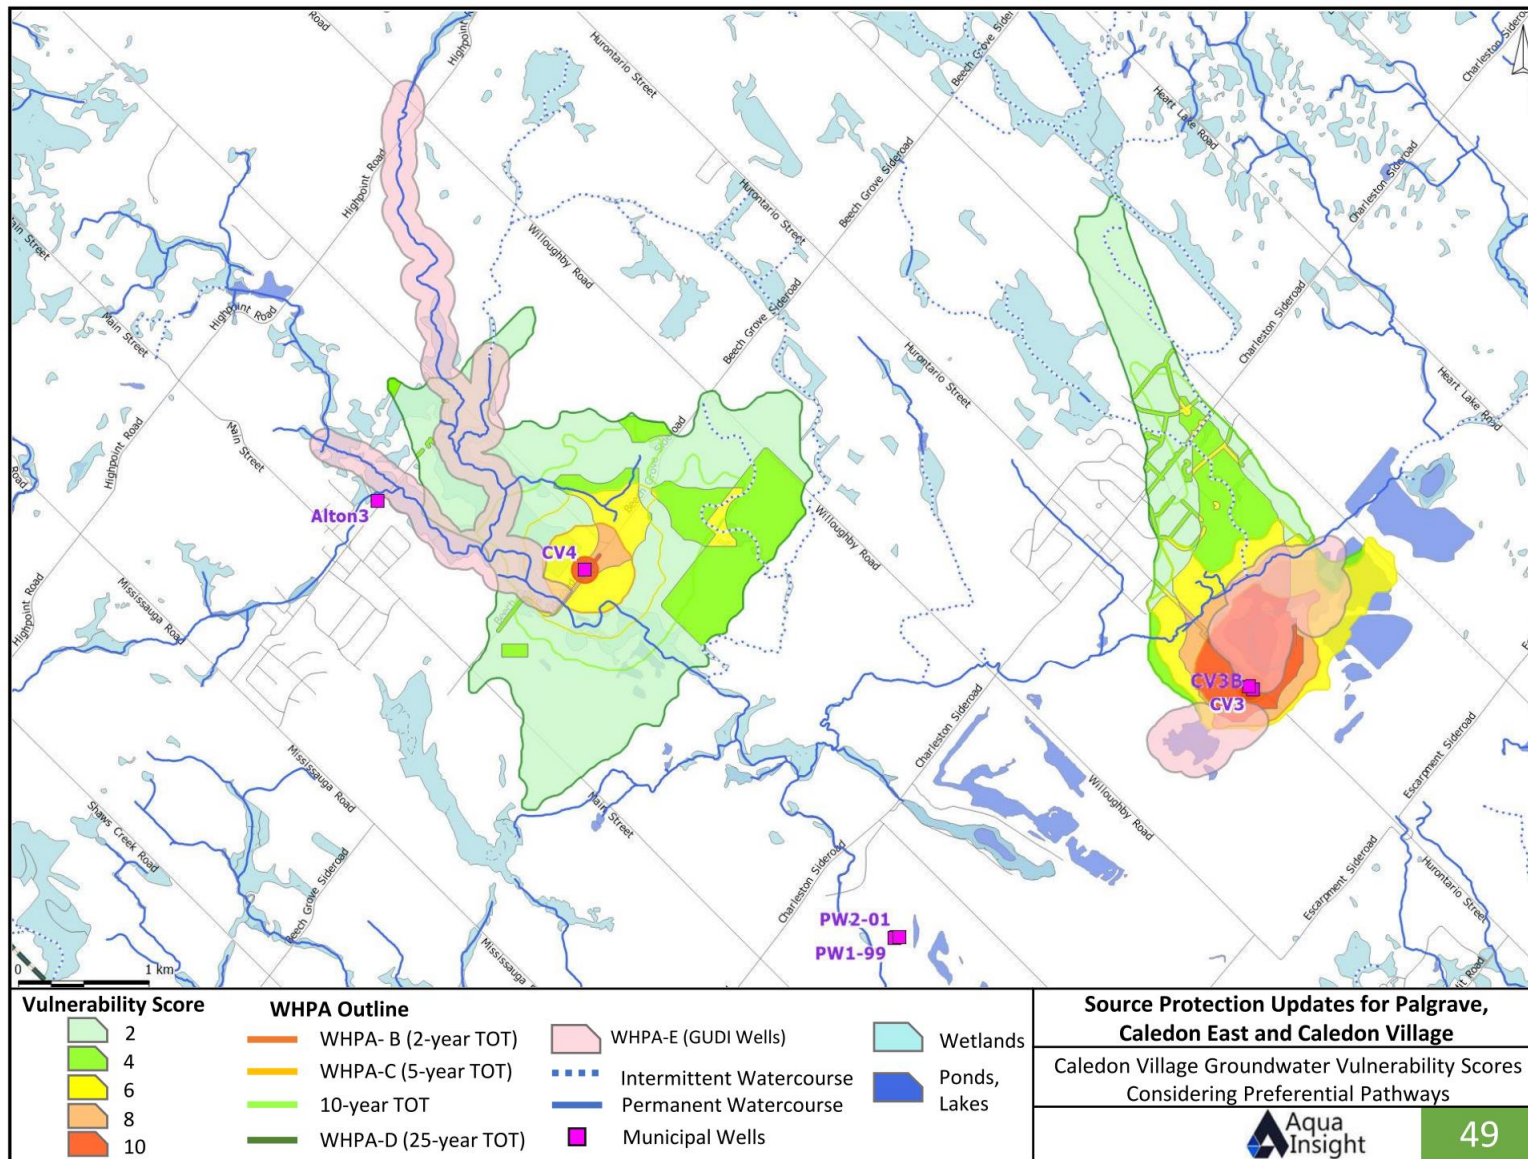 Road
Highpoint
Hurontario Street
Beech Grove Sideroad
Heart Lake Road
Charleston Sideroad
Highpoint Road
Hurontario Street
Beech Grove Sideroad
Charleston Sideroad
Main Street
Willoughby Road
Highpoint Road
Main Street
Beech Grove Sideroad
Hurontario Street
Charleston Sideroad
Heart Lake Road
Highpoint Road
Main Street
Road
Alton3
CV4
Willoughby Road
Highpoint Road
Mississauga Road
CV3B
CV3
Charleston Sideroad
Escarpment Sideroad
Mississauga Road
Main Street
Willoughby Road
Shaws Creek Road
Beech Grove Sideroad
Charleston Sideroad
Escarpment Sideroad
Hurontario Street
PW2-01
PW1-99
Mississauga R
0 1 km
Vulnerability Score
2
4
6
8
10
WHPA Outline
WHPA- B (2-year TOT)
WHPA-C (5-year TOT)
10-year TOT
WHPA-D (25-year TOT)
WHPA-E (GUDI Wells)
Intermittent Watercourse
Permanent Watercourse
Municipal Wells
Wetlands
Ponds,
Lakes
Source Protection Updates for Palgrave,
Caledon East and Caledon Village
Caledon Village Groundwater Vulnerability Scores
Considering Preferential Pathways
Aqua
Insight
49